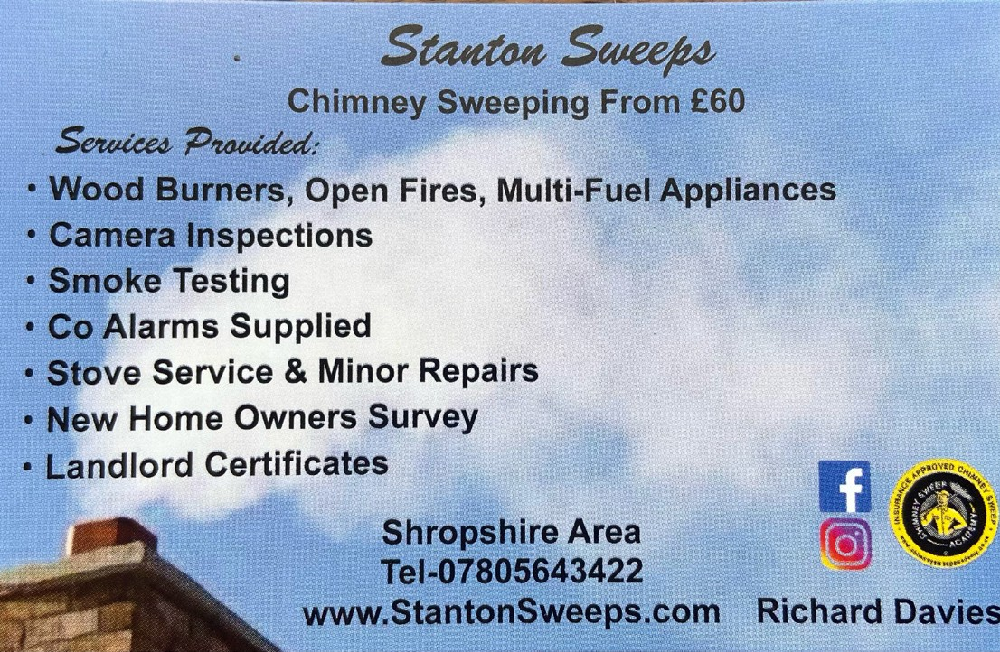 Stanton Sweeps
Chimney Sweeping From £60
Services Provided:
• Wood Burners, Open Fires, Multi-Fuel Appliances
• Camera Inspections
• Smoke Testing
• Co Alarms Supplied
• Stove Service & Minor Repairs
• New Home Owners Survey
• Landlord Certificates
INSURANCE APPROVED CHIMNEY SWEEP
CHIMNEY SWEEP ACADEMY
Shropshire Area
Tel-07805643422
www.StantonSweeps.com Richard Davies